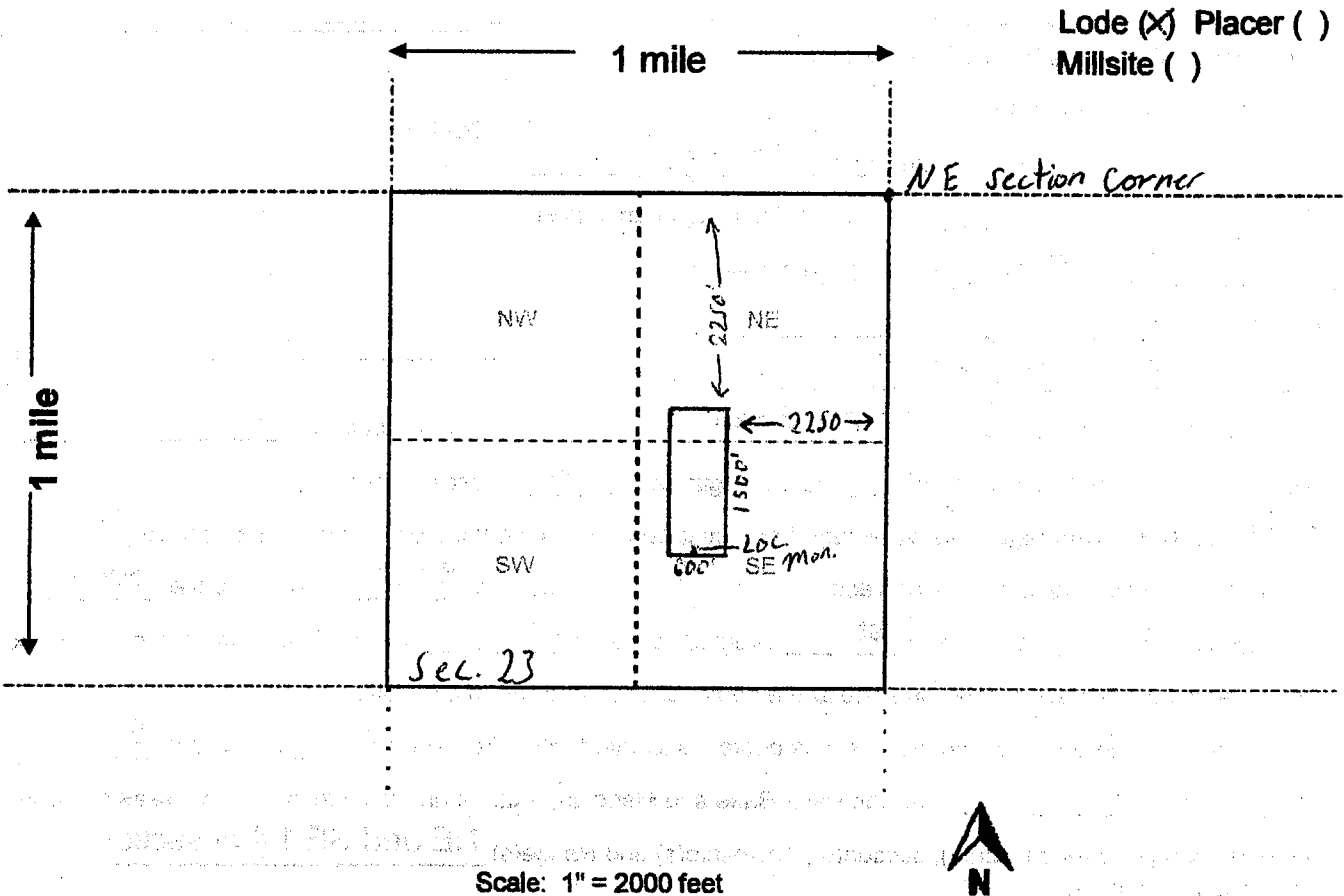 Lode (X) Placer ( )
Millsite ( )
1 mile
NE section corner
1 mile
NW
NE
2250'
2250
1500'
SW
SE
600'
Loc
Mon.
Sec. 23
Scale: 1" = 2000 feet
N